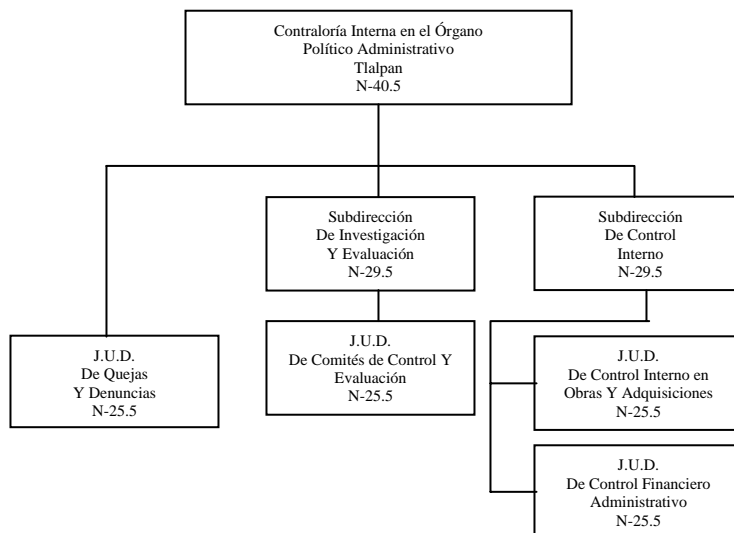 Contraloría Interna en el Órgano
Político Administrativo
Tlalpan
N-40.5
Subdirección
De Investigación
Y Evaluación
N-29.5
Subdirección
De Control
Interno
N-29.5
J.U.D.
De Quejas
Y Denuncias
N-25.5
J.U.D.
De Comités de Control Y
Evaluación
N-25.5
J.U.D.
De Control Interno en
Obras Y Adquisiciones
N-25.5
J.U.D.
De Control Financiero
Administrativo
N-25.5